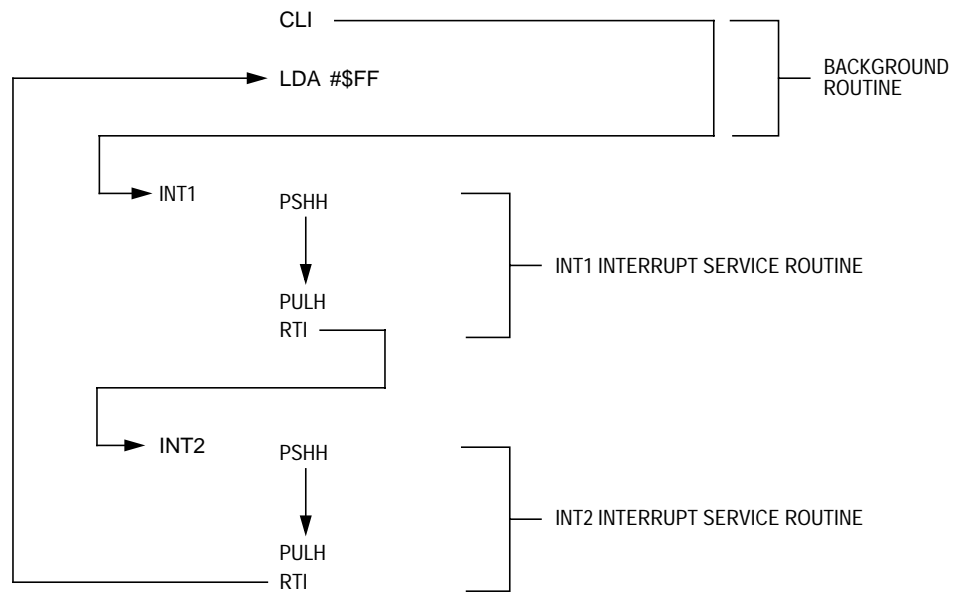 CLI
LDA #$FF
BACKGROUND
ROUTINE
INT1
PSHH
INT1 INTERRUPT SERVICE ROUTINE
PULH
RTI
INT2
PSHH
INT2 INTERRUPT SERVICE ROUTINE
PULH
RTI